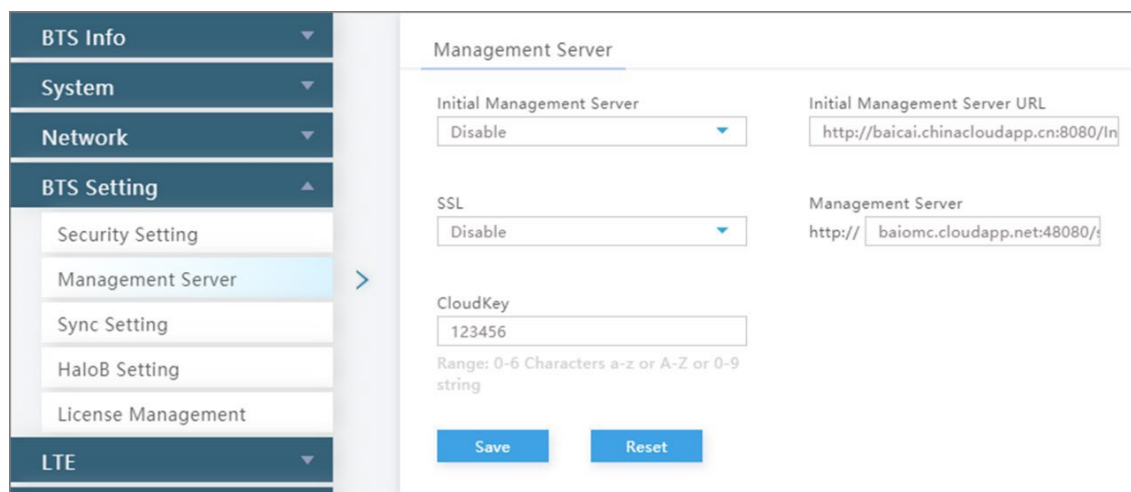 BTS Info
System
Network
BTS Setting
Security Setting
Management Server
Sync Setting
HaloB Setting
License Management
LTE
Management Server
Initial Management Server
Disable
Initial Management Server URL
http://baicai.chinacloudapp.cn:8080/In
SSL
Disable
Management Server
http:// baiomc.cloudapp.net:48080/s
CloudKey
123456
Range: 0-6 Characters a-z or A-Z or 0-9
string
Save Reset